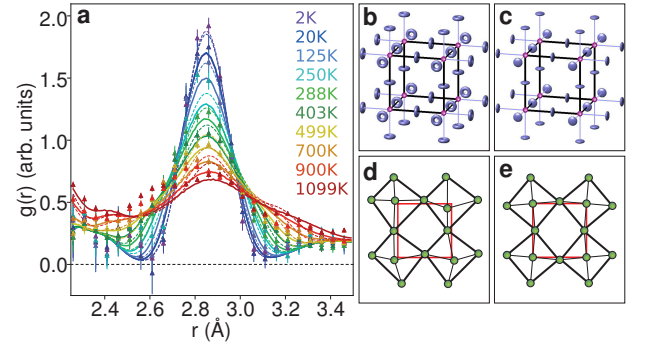 a
g(r) (arb. units)
2.0
1.5
1.0
0.5
0.0
2K
20K
125K
250K
288K
403K
499K
700K
900K
1099K
2.4 2.6 2.8 3.0 3.2 3.4
r (Å)
b
c
d
e